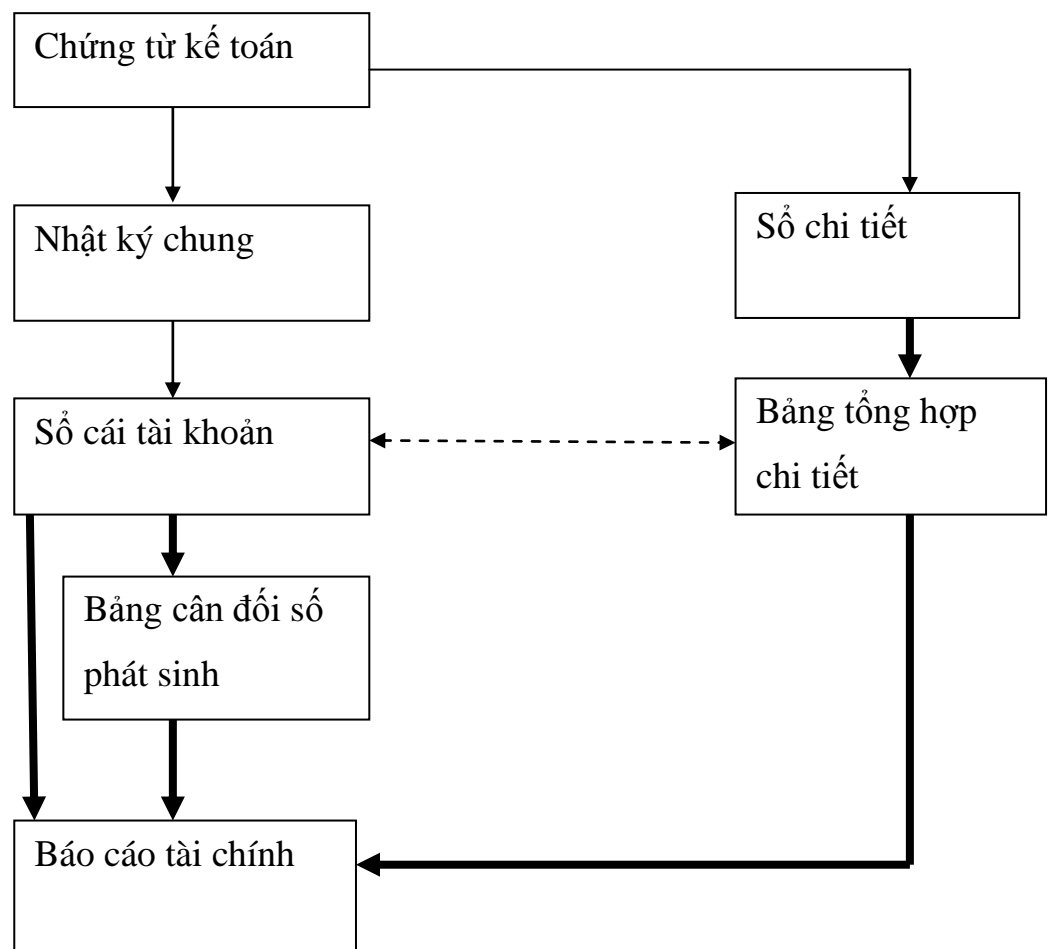 Chứng từ kế toán
Nhật ký chung
Sổ chi tiết
Sổ cái tài khoản
Bảng tổng hợp
chi tiết
Bảng cân đối số
phát sinh
Báo cáo tài chính